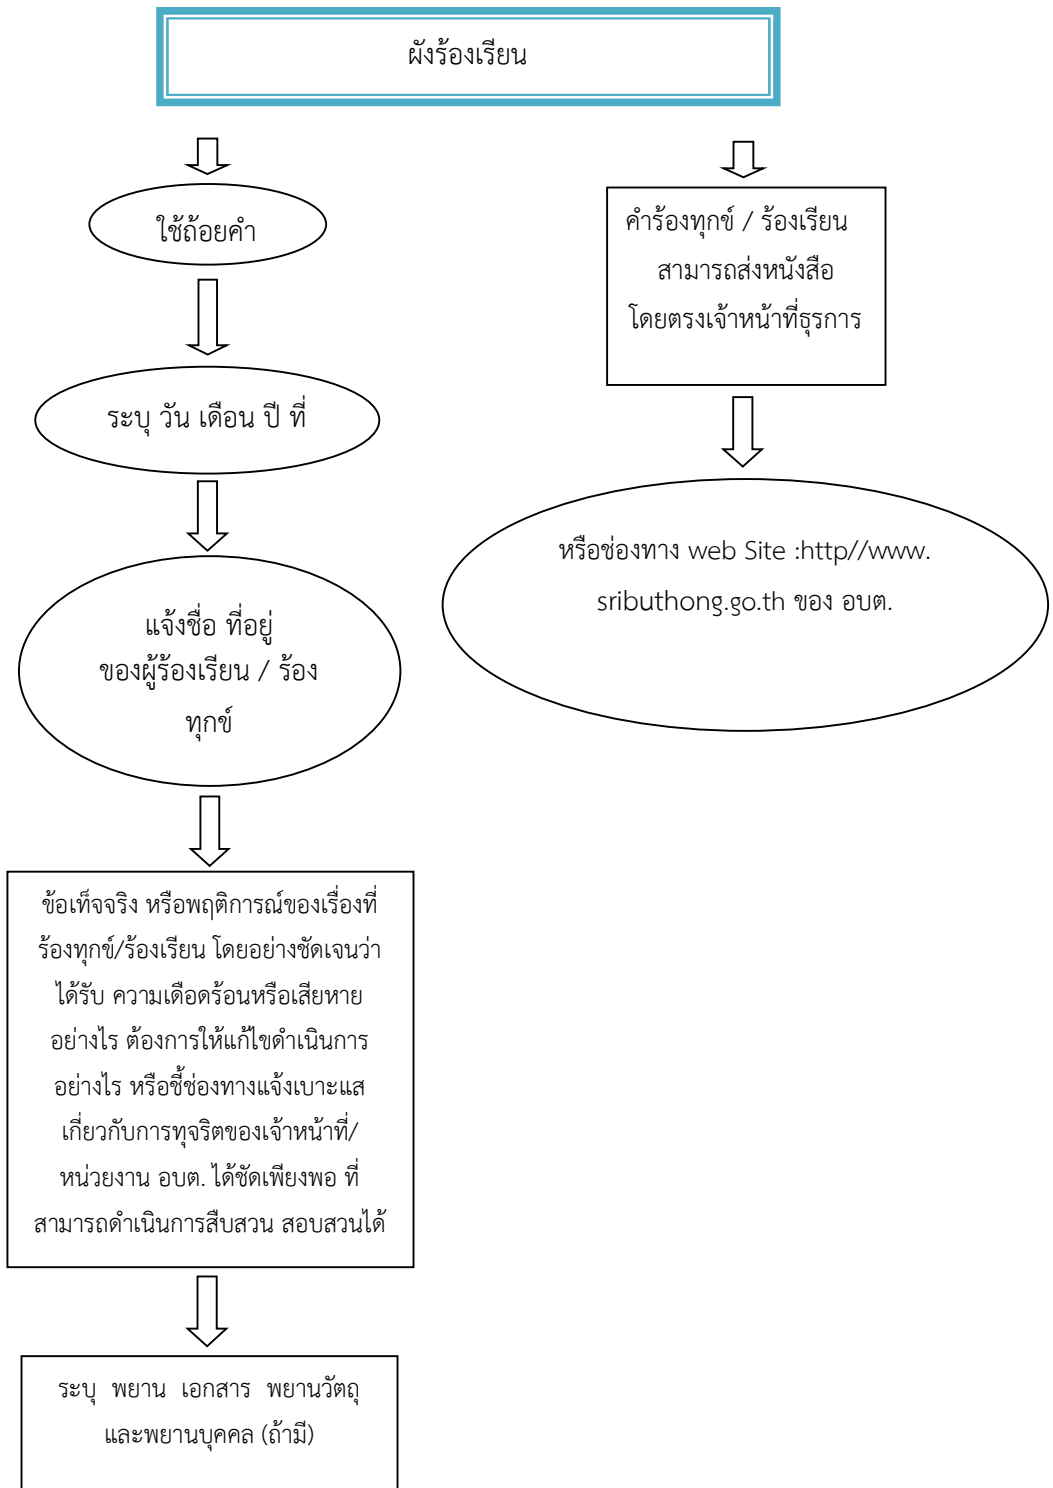 ผังร้องเรียน
ใช้ถ้อยคำ
ระบุ วัน เดือน ปี ที่
แจ้งชื่อ ที่อยู่
ของผู้ร้องเรียน / ร้อง
ทุกข์
ข้อเท็จจริง หรือพฤติการณ์ของเรื่องที่
ร้องทุกข์/ร้องเรียน โดยอย่างชัดเจนว่า
ได้รับ ความเดือดร้อนหรือเสียหาย
อย่างไร ต้องการให้แก้ไขดำเนินการ
อย่างไร หรือชี้ช่องทางแจ้งเบาะแส
เกี่ยวกับการทุจริตของเจ้าหน้าที่/
หน่วยงาน อบต. ได้ชัดเพียงพอ ที่
สามารถดำเนินการสืบสวน สอบสวนได้
ระบุ พยาน เอกสาร พยานวัตถุ
และพยานบุคคล (ถ้ามี)
คำร้องทุกข์ / ร้องเรียน
สามารถส่งหนังสือ
โดยตรงเจ้าหน้าที่ธุรการ
หรือช่องทาง web Site :http//www.
sributhong.go.th ของ อบต.